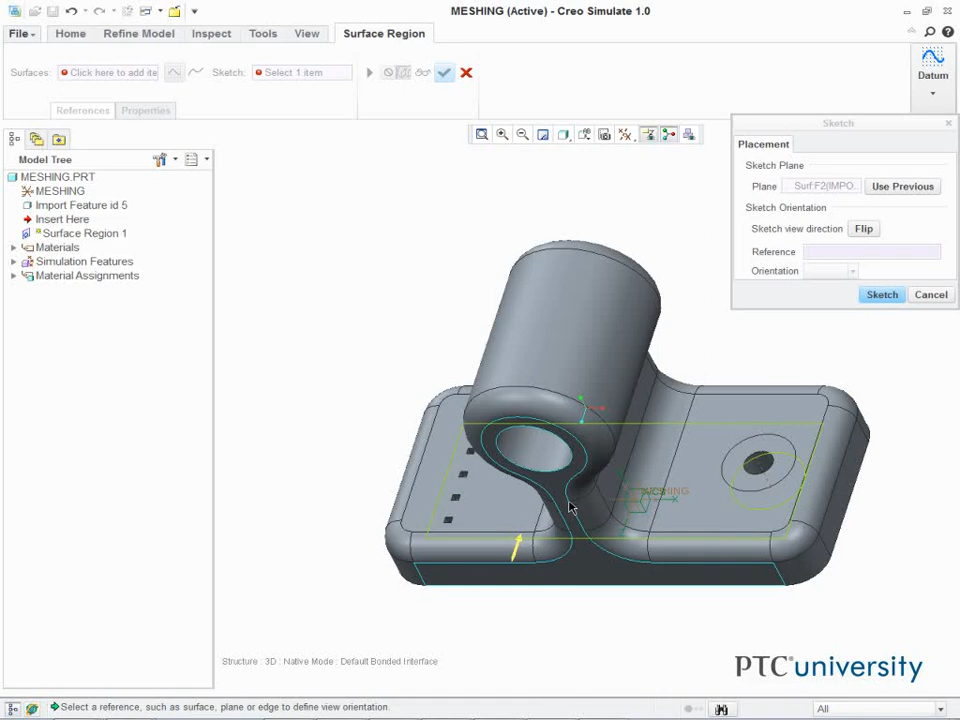 MESHING (Active) - Creo Simulate 1.0
File Home Refine Model Inspect Tools View Surface Region
Surfaces: Click here to add ite Sketch: Select 1 item
Datum
References Properties
Sketch
Placement
Model Tree
Sketch Plane
MESHING.PRT
Plane Surf:F2(IMPO... Use Previous
MESHING
Import Feature id 5
Sketch Orientation
Insert Here
Sketch view direction Flip
Surface Region 1
Materials
Reference
Simulation Features
Orientation
Material Assignments
Sketch Cancel
MESHING
Structure : 3D : Native Mode : Default Bonded Interface
PTC university
Select a reference, such as surface, plane or edge to define view orientation.
All